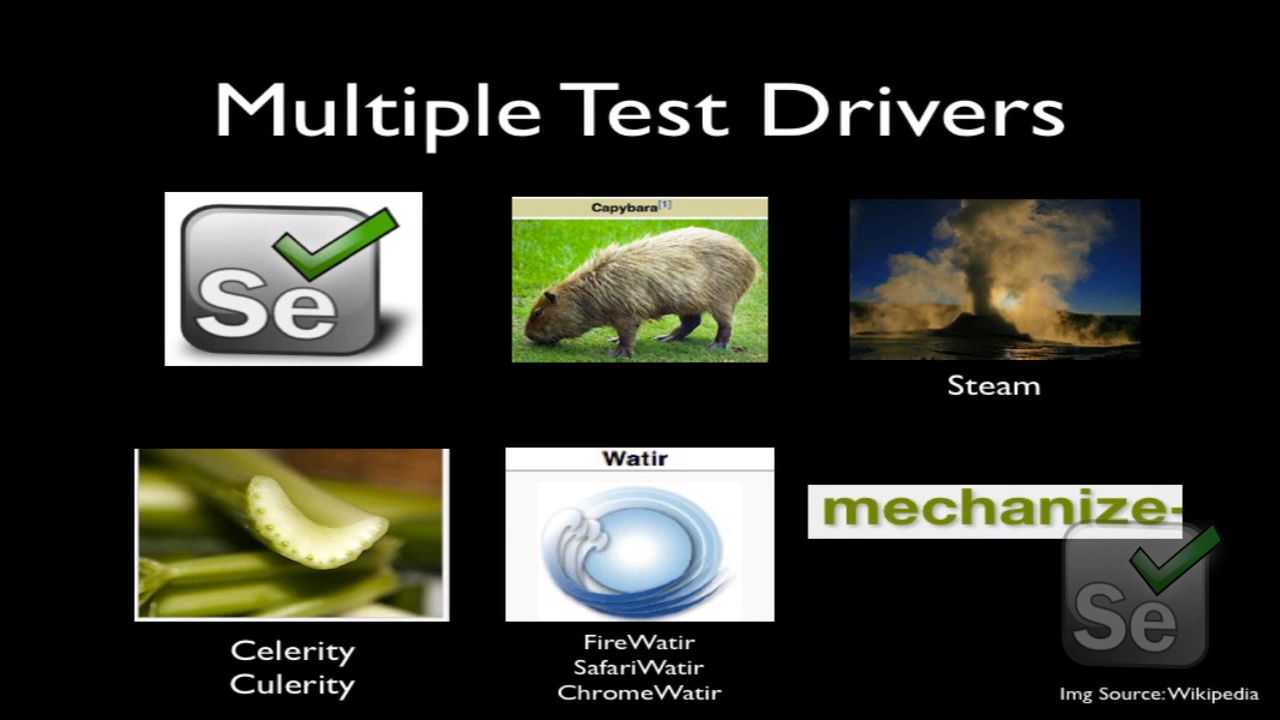 Multiple Test Drivers
Se
Capybara[1]
Steam
Celerity
Culerity
Watir
FireWatir
SafariWatir
ChromeWatir
mechanize-
Se
Img Source: Wikipedia